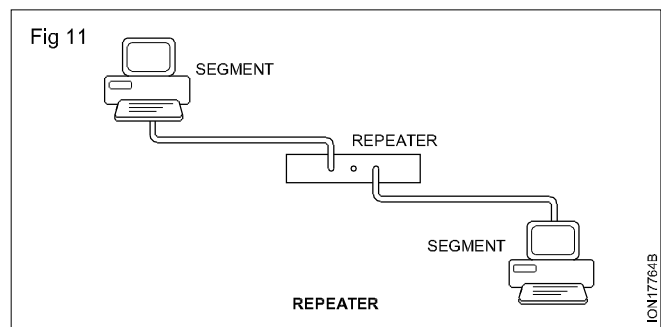 Fig 11
SEGMENT
REPEATER
SEGMENT
REPEATER
ION17764B